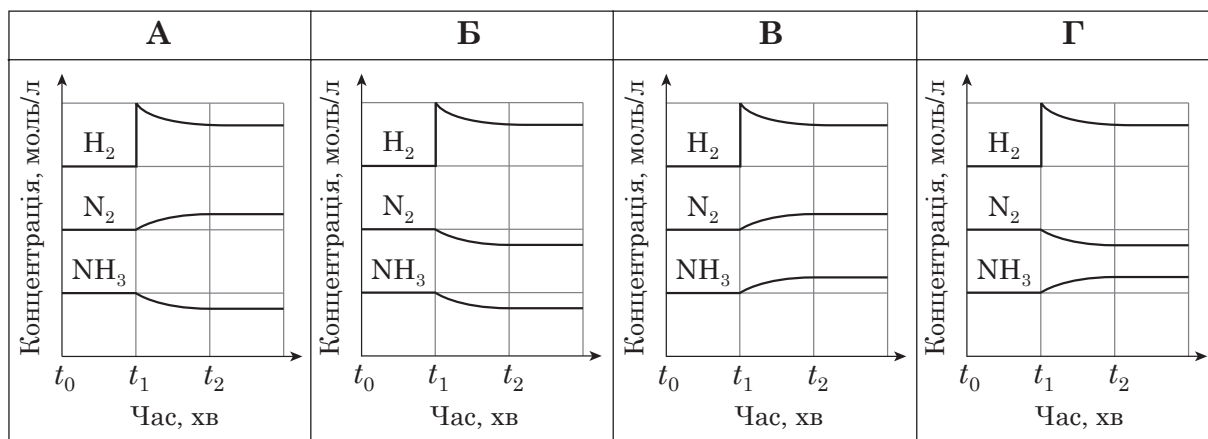 А Б В Г
Концентрація, моль/л
H₂
N₂
NH₃
t₀ t₁ t₂
Час, хв
Концентрація, моль/л
H₂
N₂
NH₃
t₀ t₁ t₂
Час, хв
Концентрація, моль/л
H₂
N₂
NH₃
t₀ t₁ t₂
Час, хв
Концентрація, моль/л
H₂
N₂
NH₃
t₀ t₁ t₂
Час, хв